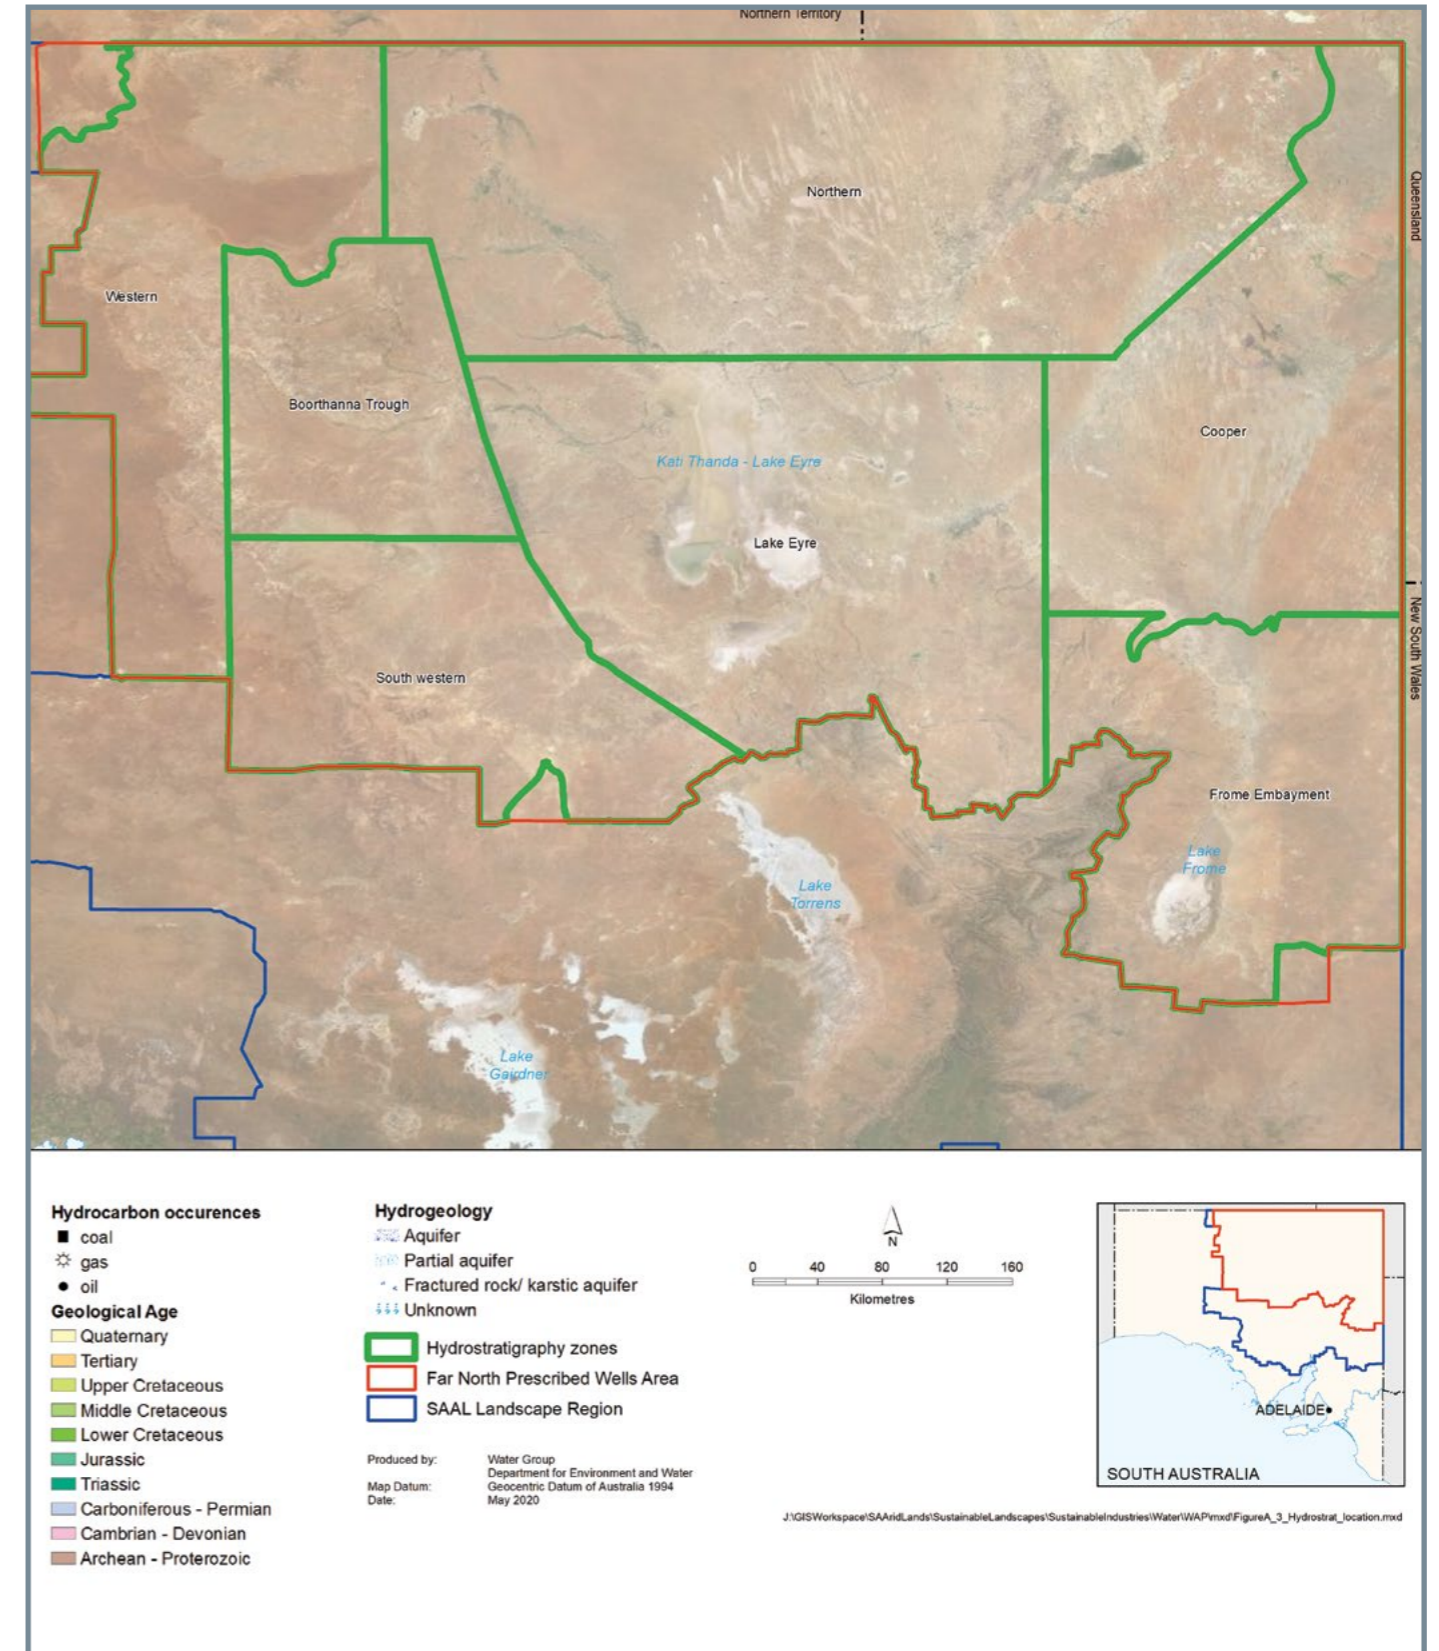 Northern Territory
Northern
Queensland
Western
Boorthanna Trough
Cooper
Kati Thanda - Lake Eyre
Lake Eyre
New South Wales
South western
Frome Embayment
Lake
Frome
Lake
Torrens
Lake
Gairdner
Hydrocarbon occurences
coal
gas
oil
Geological Age
Quaternary
Tertiary
Upper Cretaceous
Middle Cretaceous
Lower Cretaceous
Jurassic
Triassic
Carboniferous - Permian
Cambrian - Devonian
Archean - Proterozoic
Hydrogeology
Aquifer
Partial aquifer
Fractured rock/ karstic aquifer
Unknown
Hydrostratigraphy zones
Far North Prescribed Wells Area
SAAL Landscape Region
Produced by: Water Group
Department for Environment and Water
Map Datum: Geocentric Datum of Australia 1994
Date: May 2020
N
0 40 80 120 160
Kilometres
ADELAIDE
SOUTH AUSTRALIA
J:\GISWorkspace\SAAridLands\SustainableLandscapes\SustainableIndustries\Water\WAP\mxd\FigureA_3_Hydrostrat_location.mxd